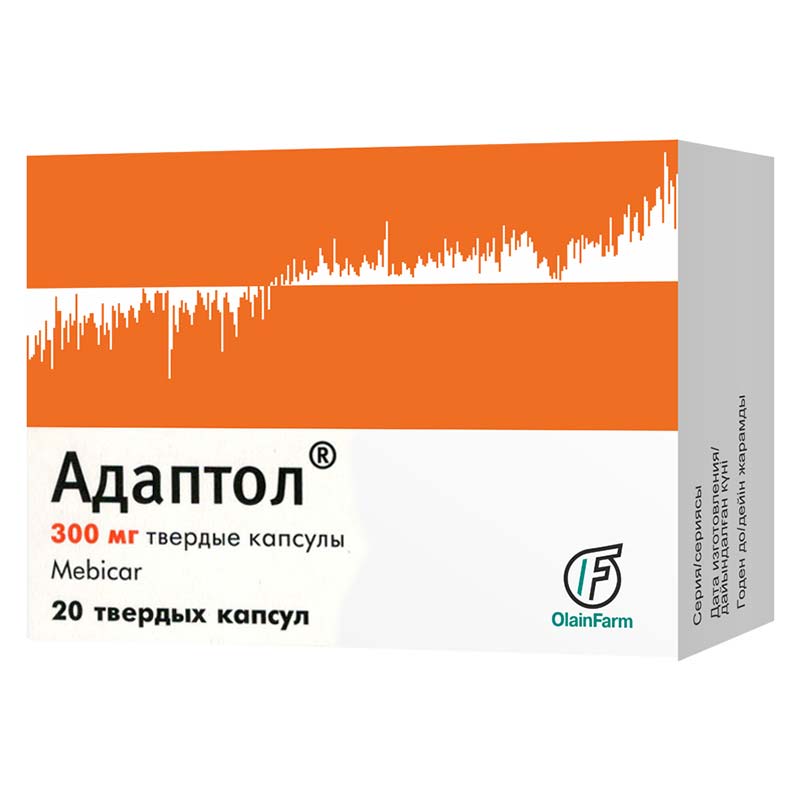 Адаптол®
300 мг твердые капсулы
Mebicar
20 твердых капсул
OlainFarm
Серия/сериясы
Дата изготовления/
дайындалған күні
Годен до/дейін жарамды